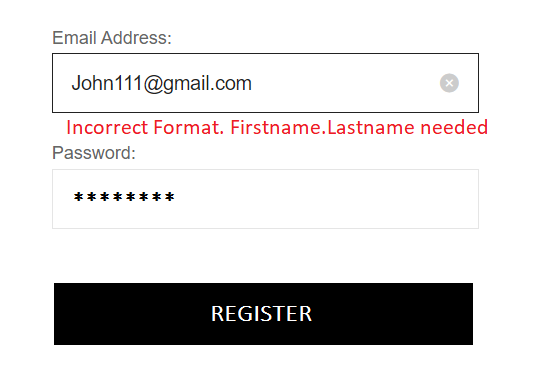 Email Address:
John111@gmail.com
Incorrect Format. Firstname.Lastname needed
Password:
********
REGISTER